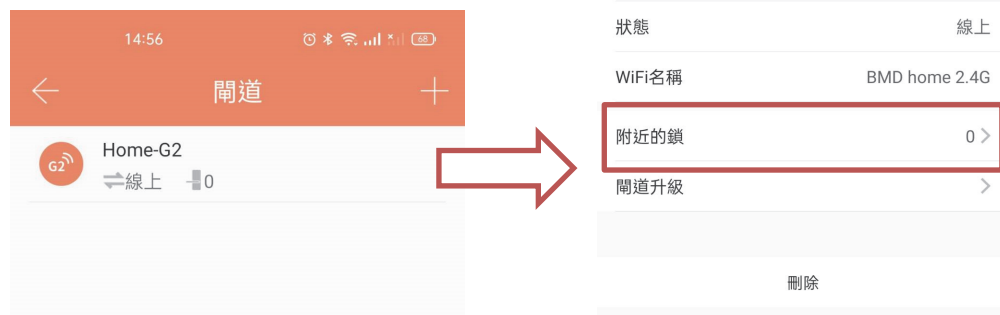 14:56
68
閘道
G2
Home-G2
線上 0
狀態 線上
WiFi名稱 BMD home 2.4G
附近的鎖 0
閘道升級
刪除